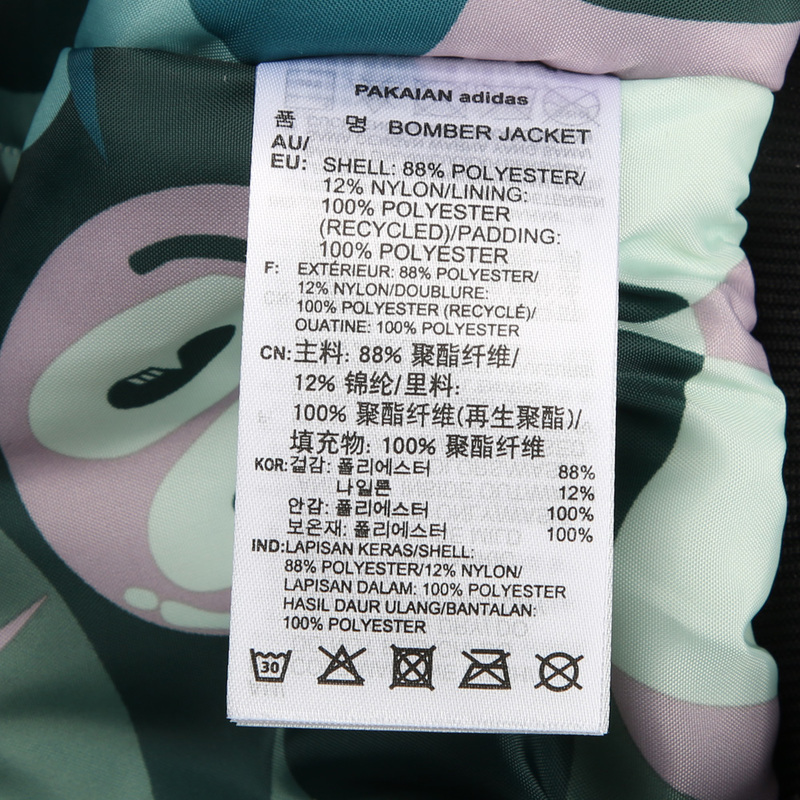 PAKAIAN adidas
품 명 BOMBER JACKET
AU/
EU: SHELL: 88% POLYESTER/
12% NYLON/LINING:
100% POLYESTER
(RECYCLED)/PADDING:
100% POLYESTER
F: EXTÉRIEUR: 88% POLYESTER/
12% NYLON/DOUBLURE:
100% POLYESTER (RECYCLÉ)/
OUATINE: 100% POLYESTER
CN:主料: 88% 聚酯纤维/
12% 锦纶/里料:
100% 聚酯纤维(再生聚酯)/
填充物: 100% 聚酯纤维
KOR:겉감: 폴리에스터 88%
나일론 12%
안감: 폴리에스터 100%
보온재: 폴리에스터 100%
IND:LAPISAN KERAS/SHELL:
88% POLYESTER/12% NYLON/
LAPISAN DALAM: 100% POLYESTER
HASIL DAUR ULANG/BANTALAN:
100% POLYESTER
30